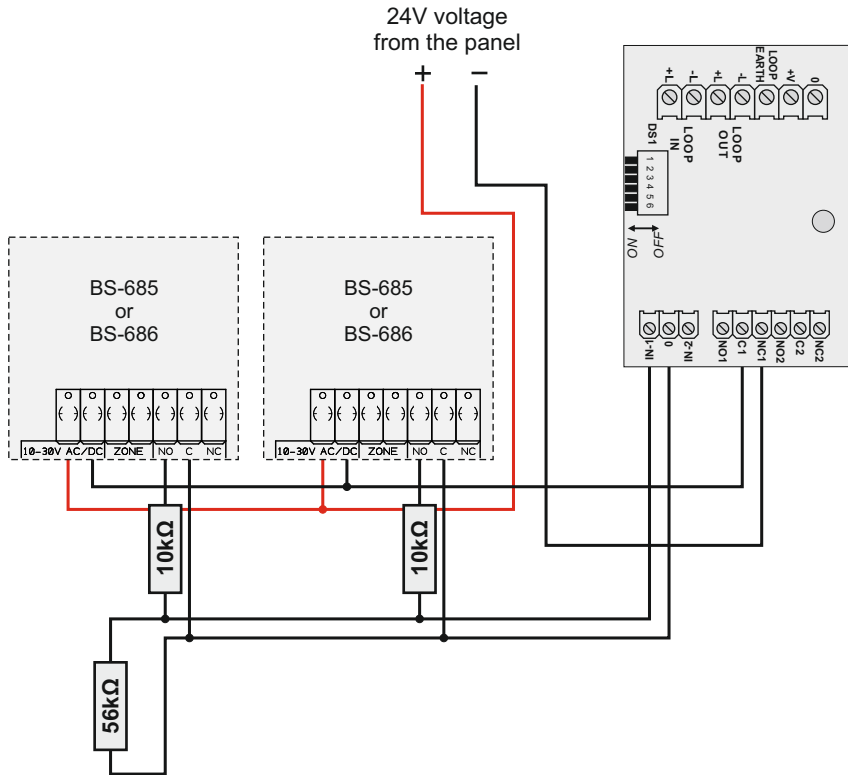 24V voltage
from the panel
+ −
+L -L +L -L LOOP EARTH +V 0
LOOP IN
LOOP OUT
DS1
1 2 3 4 5 6
ON OFF
1-IN 0 2-IN NO1 C1 NC1 NO2 C2 NC2
BS-685
or
BS-686
10-30V AC/DC ZONE NO C NC
BS-685
or
BS-686
10-30V AC/DC ZONE NO C NC
10kΩ
10kΩ
56kΩ